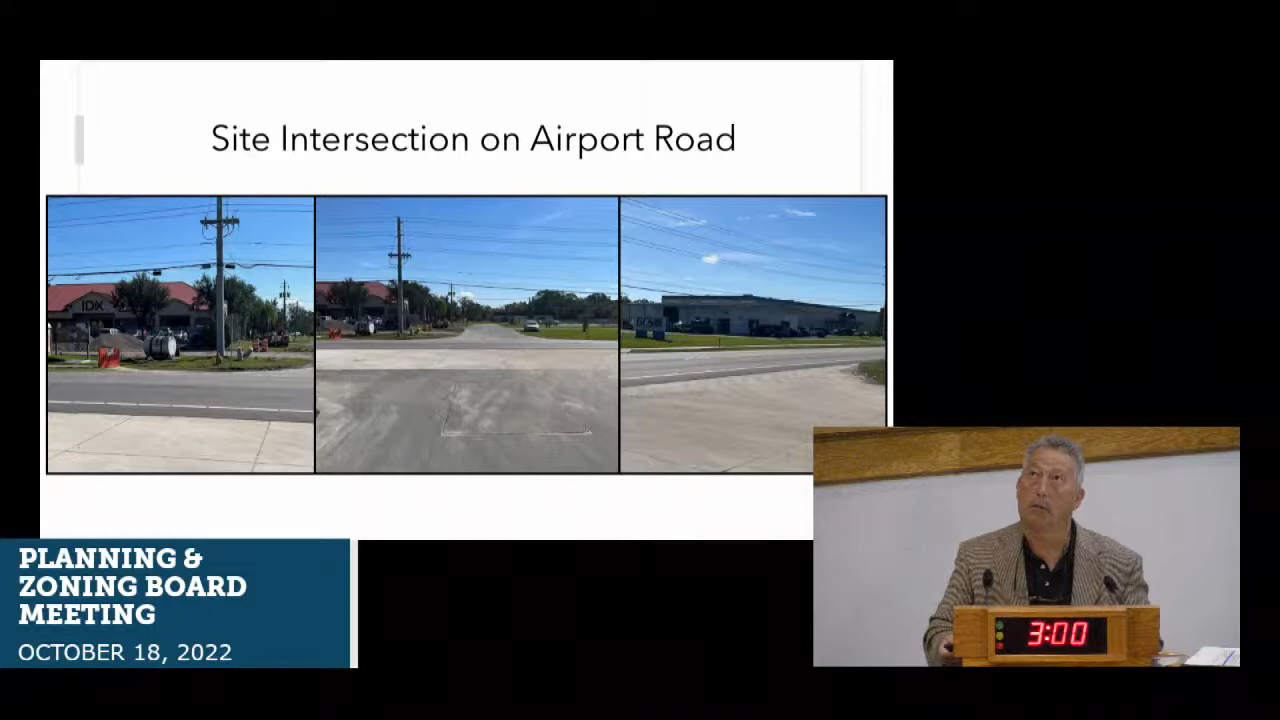 Site Intersection on Airport Road
IDX
PLANNING &
ZONING BOARD
MEETING
OCTOBER 18, 2022
3:00